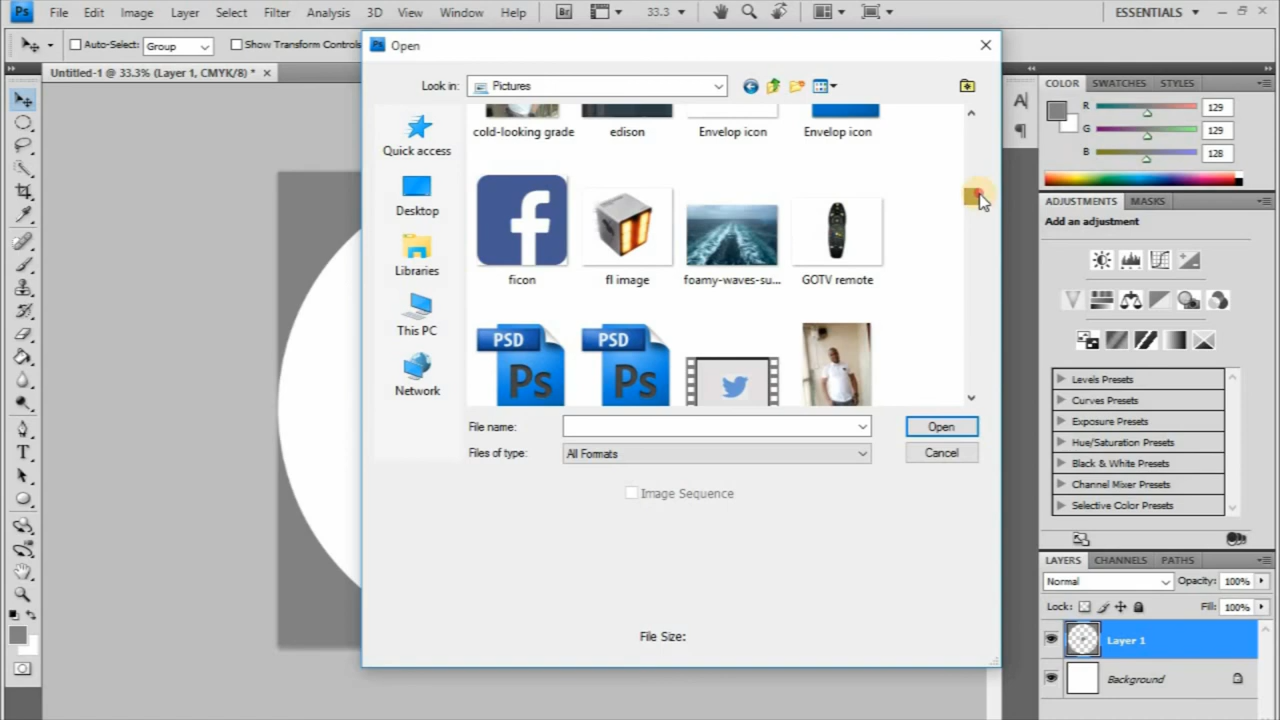 Ps File Edit Image Layer Select Filter Analysis 3D View Window Help Br 33.3 ESSENTIALS
Auto-Select: Group Show Transform Controls
Untitled-1 @ 33.3% (Layer 1, CMYK/8) * ×
Ps Open
Look in: Pictures
Quick access
Desktop
Libraries
This PC
Network
cold-looking grade edison Envelop icon Envelop icon
ficon fl image foamy-waves-su... GOTV remote
PSD PSD
Ps Ps
File name: Open
Files of type: All Formats Cancel
Image Sequence
File Size:
COLOR SWATCHES STYLES
R 129
G 129
B 128
ADJUSTMENTS MASKS
Add an adjustment
Levels Presets
Curves Presets
Exposure Presets
Hue/Saturation Presets
Black & White Presets
Channel Mixer Presets
Selective Color Presets
LAYERS CHANNELS PATHS
Normal Opacity: 100%
Lock: Fill: 100%
Layer 1
Background